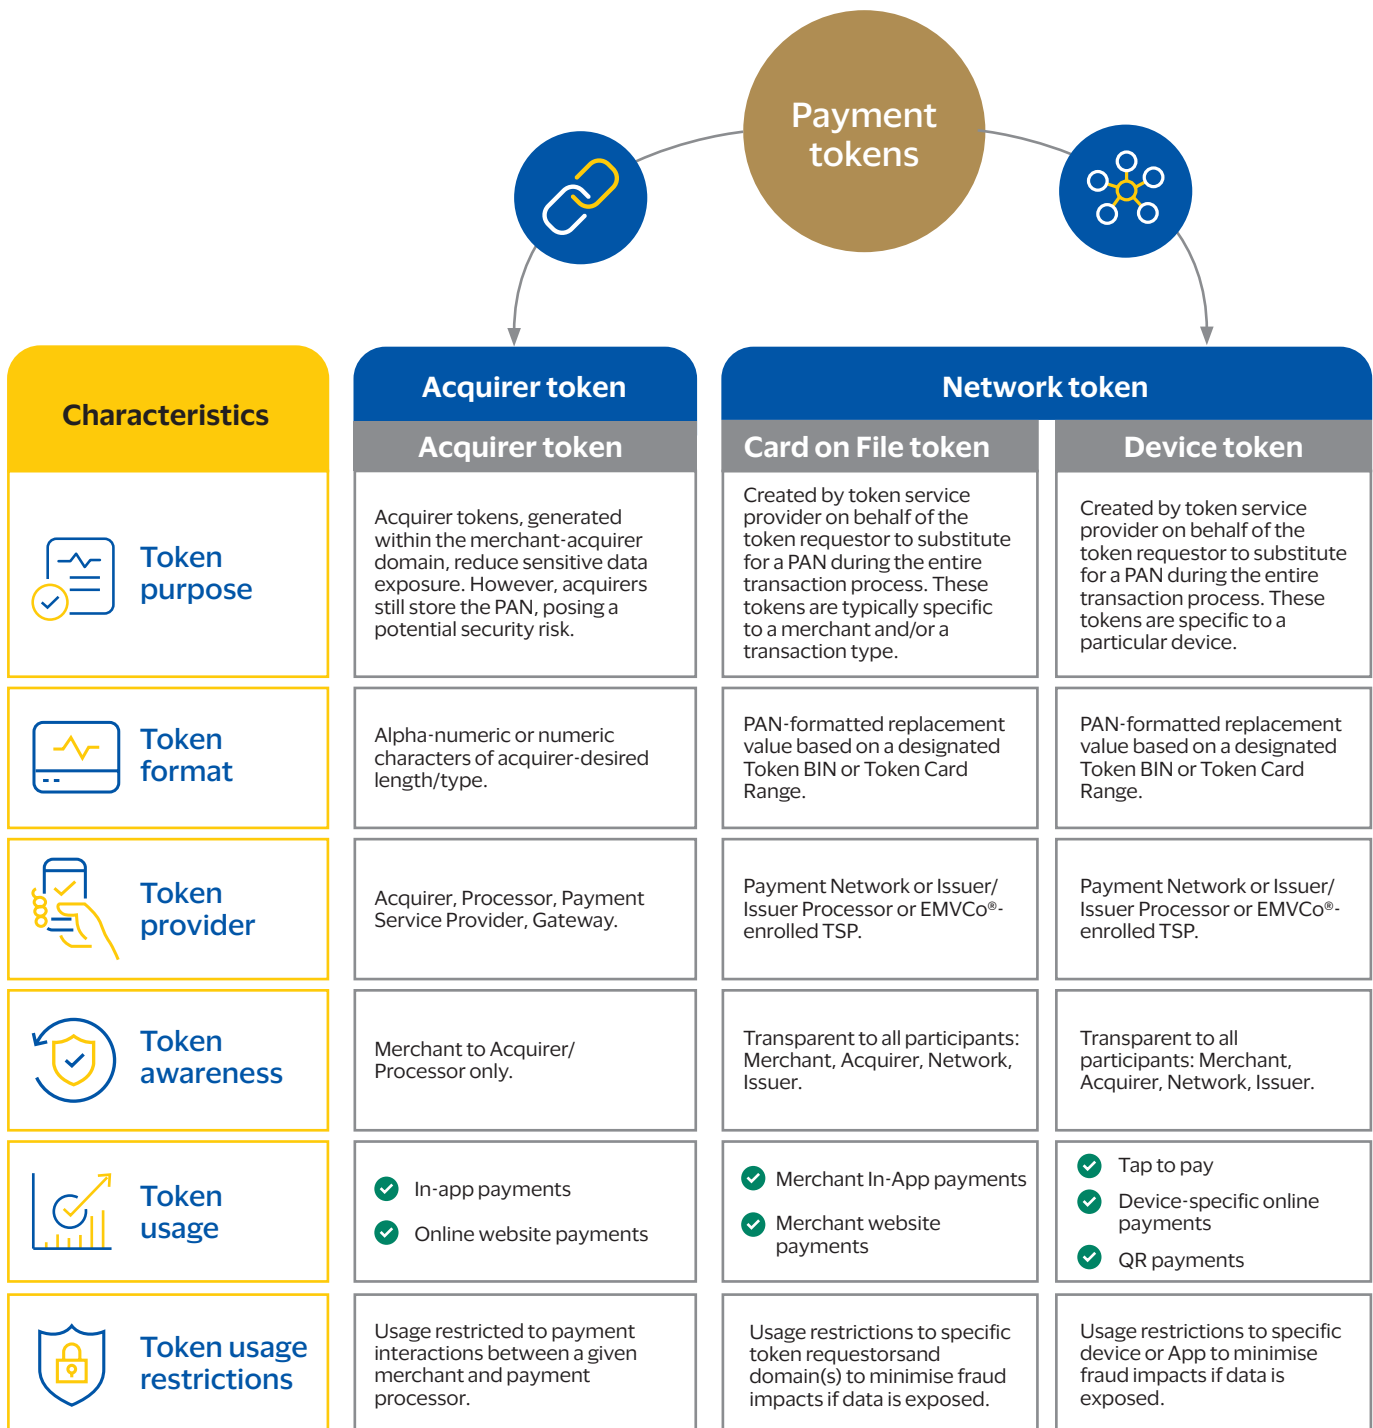 Payment
tokens
Characteristics
Acquirer token
Network token
Acquirer token
Card on File token
Device token
Token
purpose
Acquirer tokens, generated
within the merchant-acquirer
domain, reduce sensitive data
exposure. However, acquirers
still store the PAN, posing a
potential security risk.
Created by token service
provider on behalf of the
token requestor to substitute
for a PAN during the entire
transaction process. These
tokens are typically specific
to a merchant and/or a
transaction type.
Created by token service
provider on behalf of the
token requestor to substitute
for a PAN during the entire
transaction process. These
tokens are specific to a
particular device.
Token
format
Alpha-numeric or numeric
characters of acquirer-desired
length/type.
PAN-formatted replacement
value based on a designated
Token BIN or Token Card
Range.
PAN-formatted replacement
value based on a designated
Token BIN or Token Card
Range.
Token
provider
Acquirer, Processor, Payment
Service Provider, Gateway.
Payment Network or Issuer/
Issuer Processor or EMVCo®-
enrolled TSP.
Payment Network or Issuer/
Issuer Processor or EMVCo®-
enrolled TSP.
Token
awareness
Merchant to Acquirer/
Processor only.
Transparent to all participants:
Merchant, Acquirer, Network,
Issuer.
Transparent to all
participants: Merchant,
Acquirer, Network, Issuer.
Token
usage
In-app payments
Online website payments
Merchant In-App payments
Merchant website
payments
Tap to pay
Device-specific online
payments
QR payments
Token usage
restrictions
Usage restricted to payment
interactions between a given
merchant and payment
processor.
Usage restrictions to specific
token requestorsand
domain(s) to minimise fraud
impacts if data is exposed.
Usage restrictions to specific
device or App to minimise
fraud impacts if data is
exposed.